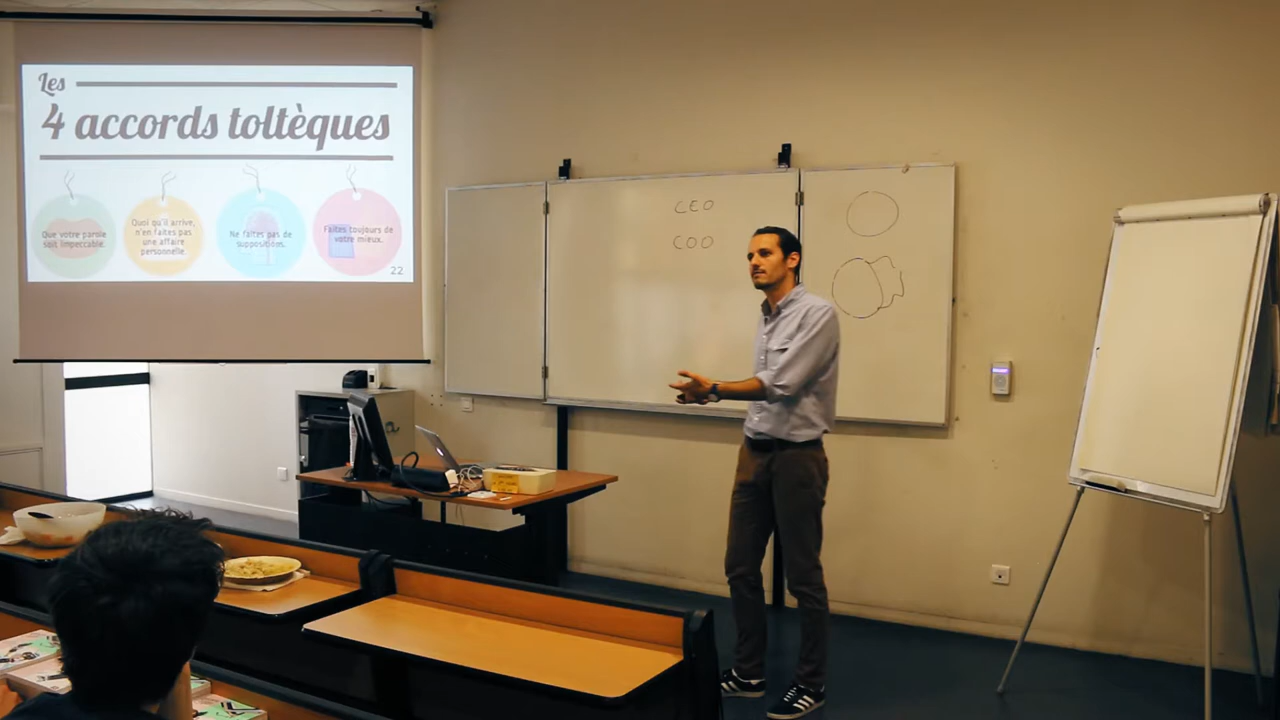 Les
4 accords toltèques
Que votre parole
soit impeccable.
Quoi qu'il arrive,
n'en faites pas
une affaire
personnelle.
Ne faites pas de
suppositions.
Faites toujours de
votre mieux.
22
CEO
COO